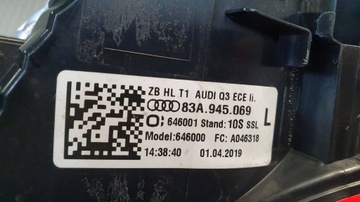 ZB HL T1 AUDI Q3 ECE li.
83A.945.069 L
646001 Stand: 10S SSL
Model:646000 FC: A046318
14:38:40 01.04.2019